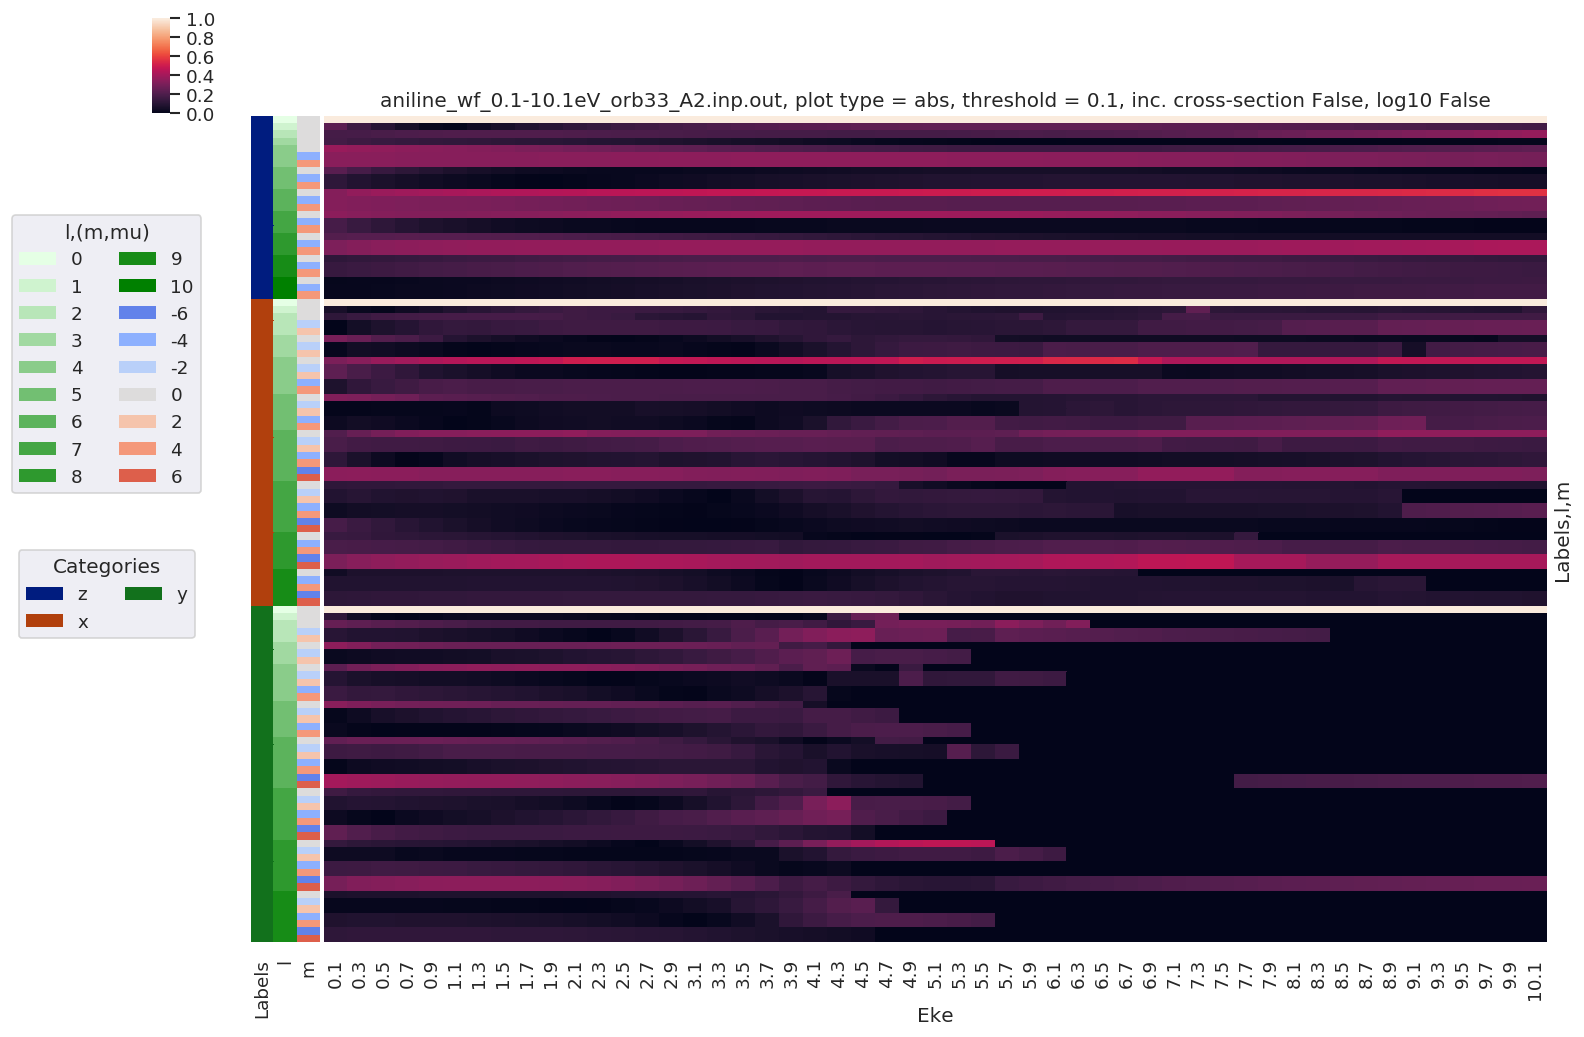 1.0
0.8
0.6
0.4
0.2
0.0
aniline_wf_0.1-10.1eV_orb33_A2.inp.out, plot type = abs, threshold = 0.1, inc. cross-section False, log10 False
l,(m,mu)
0 9
1 10
2 -6
3 -4
4 -2
5 0
6 2
7 4
8 6
Categories
z y
x
Labels,l,m
Labels l m 0.1 0.3 0.5 0.7 0.9 1.1 1.3 1.5 1.7 1.9 2.1 2.3 2.5 2.7 2.9 3.1 3.3 3.5 3.7 3.9 4.1 4.3 4.5 4.7 4.9 5.1 5.3 5.5 5.7 5.9 6.1 6.3 6.5 6.7 6.9 7.1 7.3 7.5 7.7 7.9 8.1 8.3 8.5 8.7 8.9 9.1 9.3 9.5 9.7 9.9 10.1
Eke